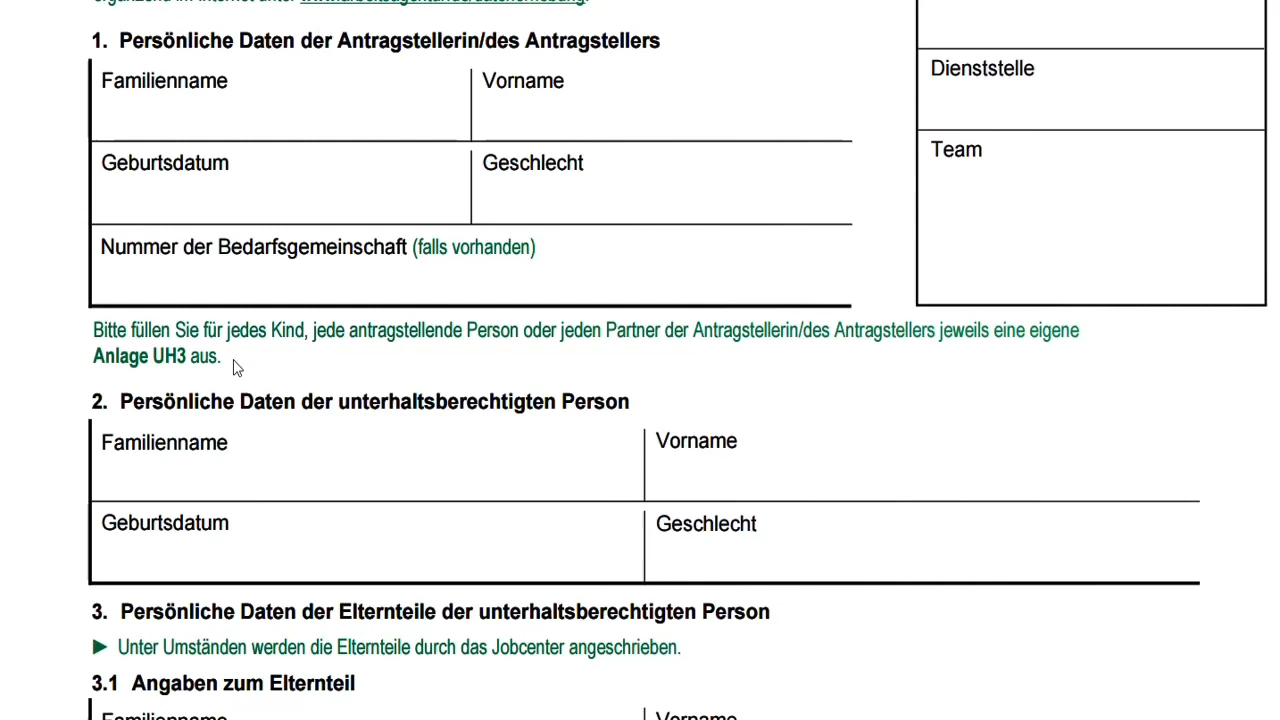 1. Persönliche Daten der Antragstellerin/des Antragstellers
Familienname
Vorname
Geburtsdatum
Geschlecht
Nummer der Bedarfsgemeinschaft (falls vorhanden)
Dienststelle
Team
Bitte füllen Sie für jedes Kind, jede antragstellende Person oder jeden Partner der Antragstellerin/des Antragstellers jeweils eine eigene
Anlage UH3 aus.
2. Persönliche Daten der unterhaltsberechtigten Person
Familienname
Vorname
Geburtsdatum
Geschlecht
3. Persönliche Daten der Elternteile der unterhaltsberechtigten Person
► Unter Umständen werden die Elternteile durch das Jobcenter angeschrieben.
3.1 Angaben zum Elternteil
Familienname
Vorname